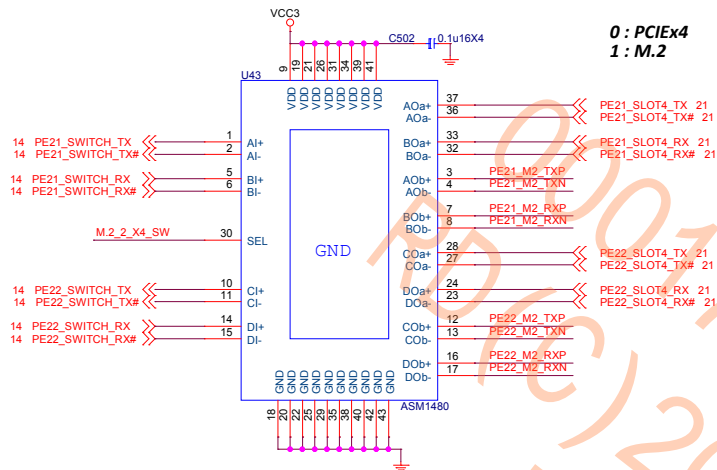 VCC3
C502 0.1u16X4
0 : PCIEx4
1 : M.2
U43
9 19 21 26 31 34 39 41
VDD VDD VDD VDD VDD VDD VDD VDD
14 PE21_SWITCH_TX 1 AI+
14 PE21_SWITCH_TX# 2 AI-
14 PE21_SWITCH_RX 5 BI+
14 PE21_SWITCH_RX# 6 BI-
M.2_2_X4_SW 30 SEL
14 PE22_SWITCH_TX 10 CI+
14 PE22_SWITCH_TX# 11 CI-
14 PE22_SWITCH_RX 14 DI+
14 PE22_SWITCH_RX# 15 DI-
GND
AOa+ 37 PE21_SLOT4_TX 21
AOa- 36 PE21_SLOT4_TX# 21
BOa+ 33 PE21_SLOT4_RX 21
BOa- 32 PE21_SLOT4_RX# 21
AOb+ 3 PE21_M2_TXP
AOb- 4 PE21_M2_TXN
BOb+ 7 PE21_M2_RXP
BOb- 8 PE21_M2_RXN
COa+ 28 PE22_SLOT4_TX 21
COa- 27 PE22_SLOT4_TX# 21
DOa+ 24 PE22_SLOT4_RX 21
DOa- 23 PE22_SLOT4_RX# 21
COb+ 12 PE22_M2_TXP
COb- 13 PE22_M2_TXN
DOb+ 16 PE22_M2_RXP
DOb- 17 PE22_M2_RXN
GND GND GND GND GND GND GND GND GND GND
18 20 22 25 29 35 38 40 42 43
ASM1480